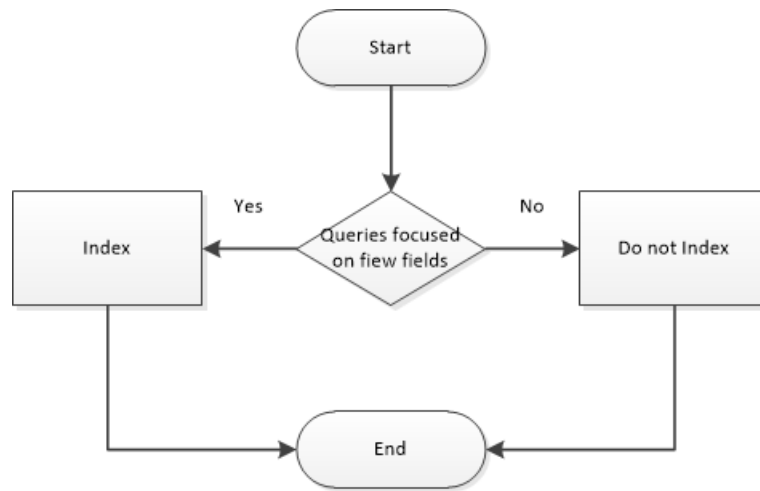 Start
Yes
No
Queries focused
on fiew fields
Index
Do not Index
End